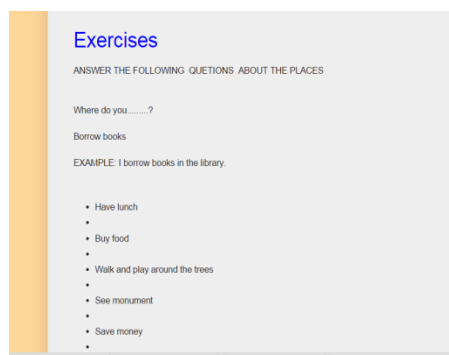 Exercises
ANSWER THE FOLLOWING QUETIONS ABOUT THE PLACES
Where do you.........?
Borrow books
EXAMPLE: I borrow books in the library.
• Have lunch
•
• Buy food
•
• Walk and play around the trees
•
• See monument
•
• Save money
•